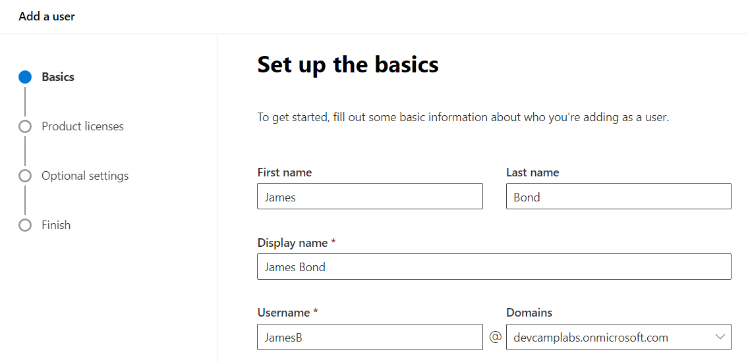 Add a user
Basics
Product licenses
Optional settings
Finish
Set up the basics
To get started, fill out some basic information about who you're adding as a user.
First name
Last name
James
Bond
Display name *
James Bond
Username *
Domains
JamesB
@
devcamplabs.onmicrosoft.com